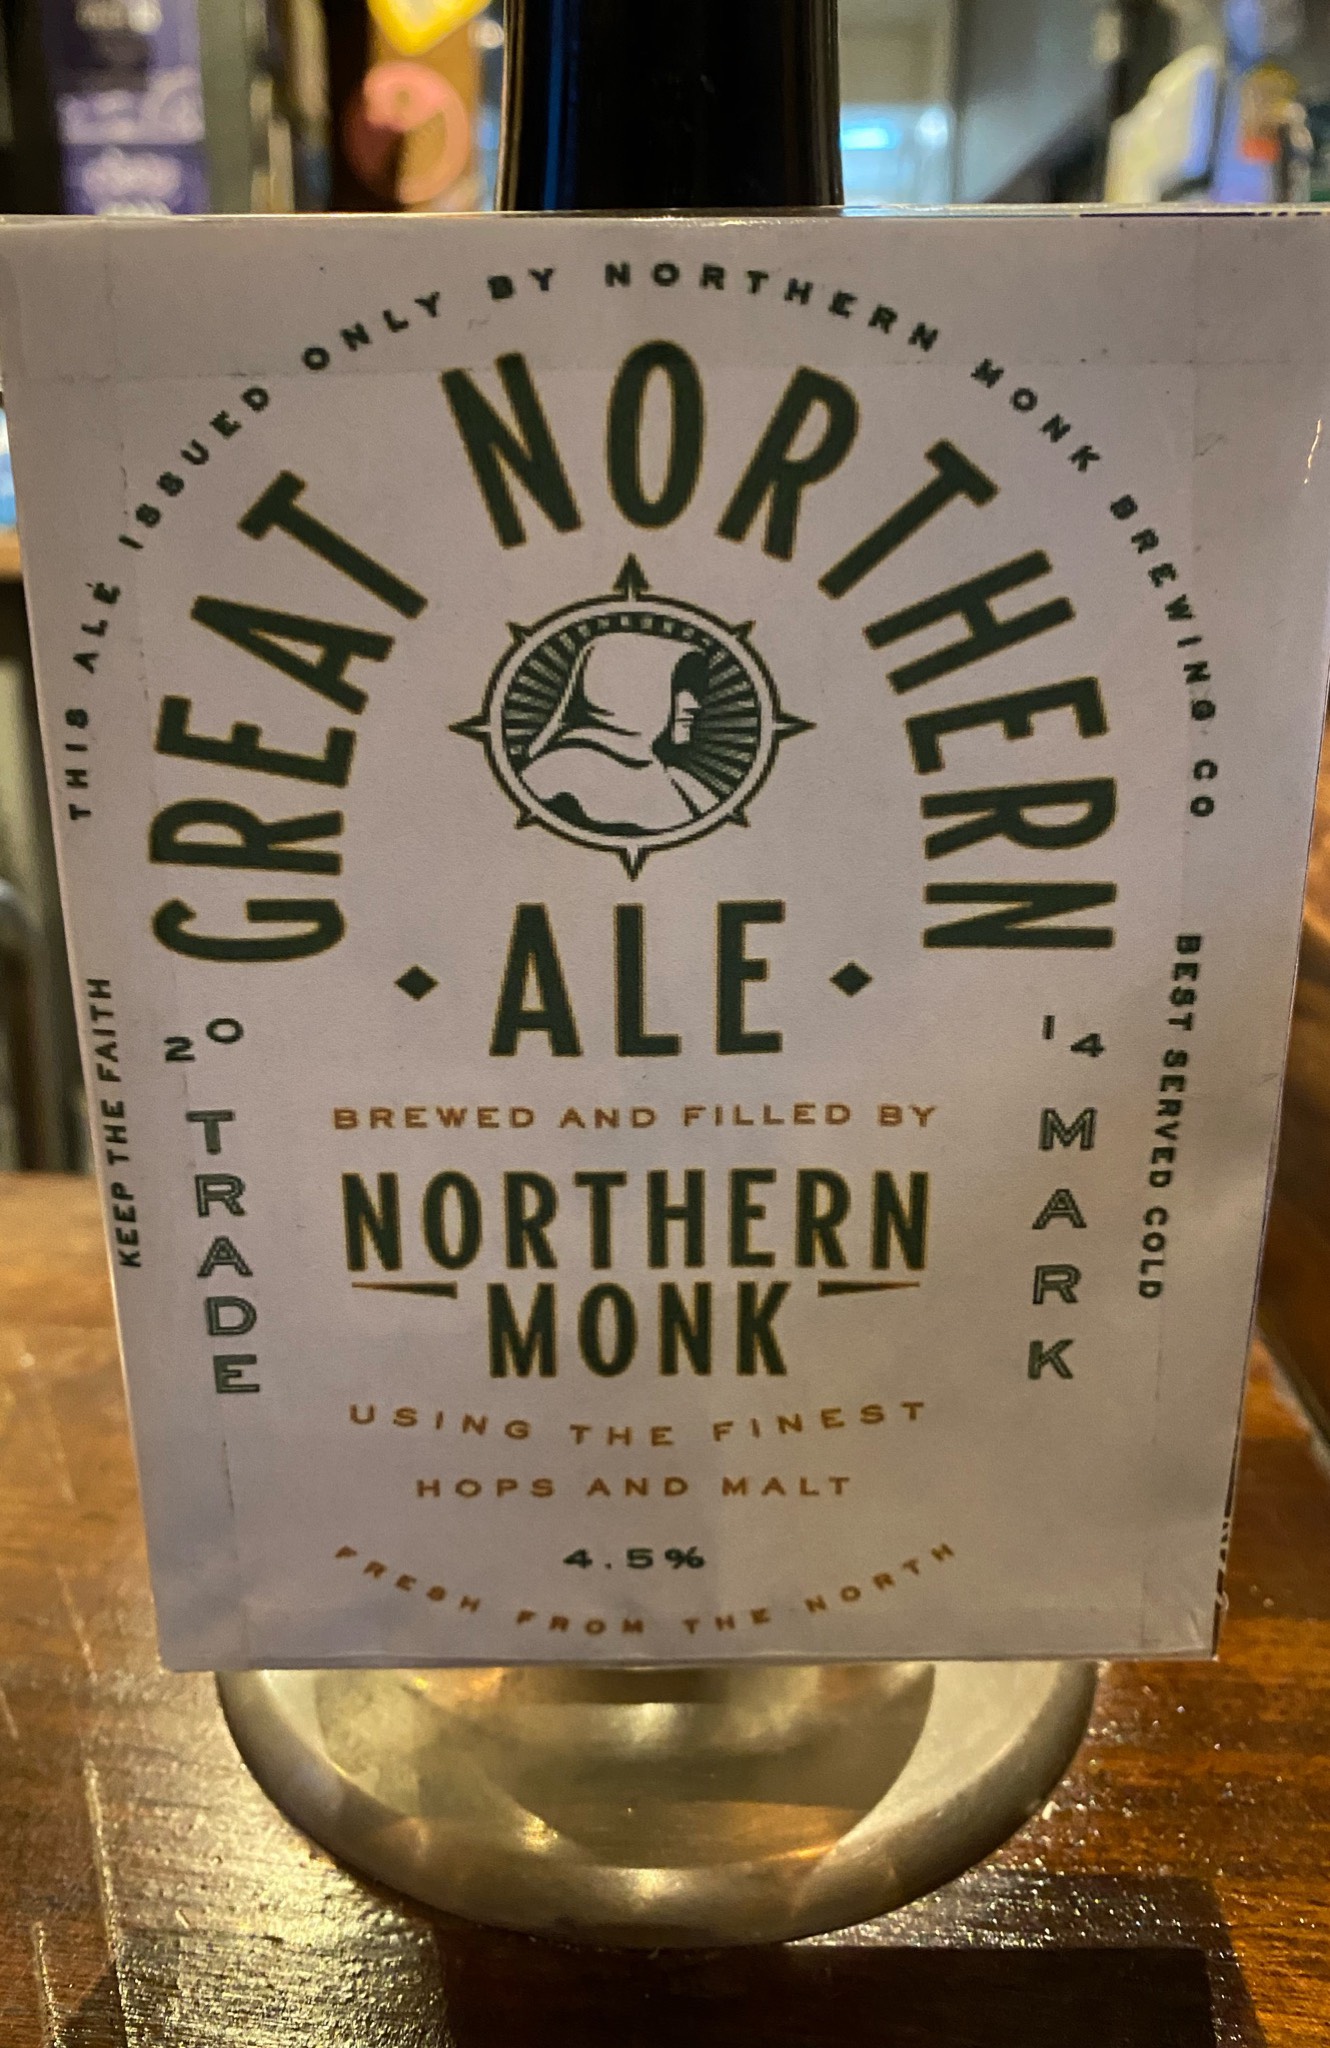 THIS ALE ISSUED ONLY BY NORTHERN MONK BREWING CO
GREAT NORTHERN
ALE
KEEP THE FAITH
BEST SERVED COLD
20 14
TRADE MARK
BREWED AND FILLED BY
NORTHERN
MONK
USING THE FINEST
HOPS AND MALT
4.5%
FRESH FROM THE NORTH